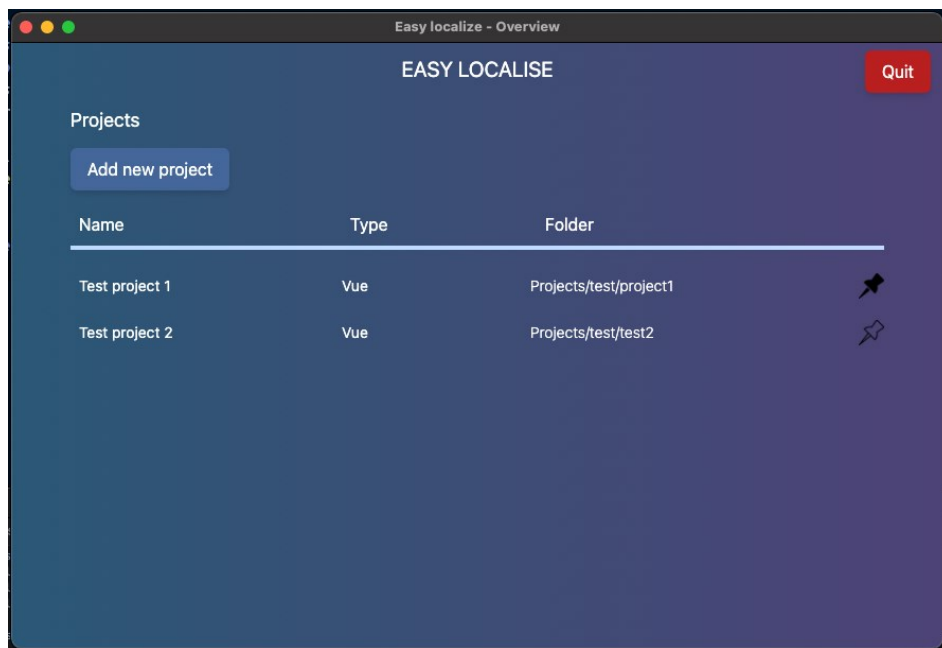 Easy localize - Overview
EASY LOCALISE
Quit
Projects
Add new project
Name Type Folder
Test project 1 Vue Projects/test/project1
Test project 2 Vue Projects/test/test2